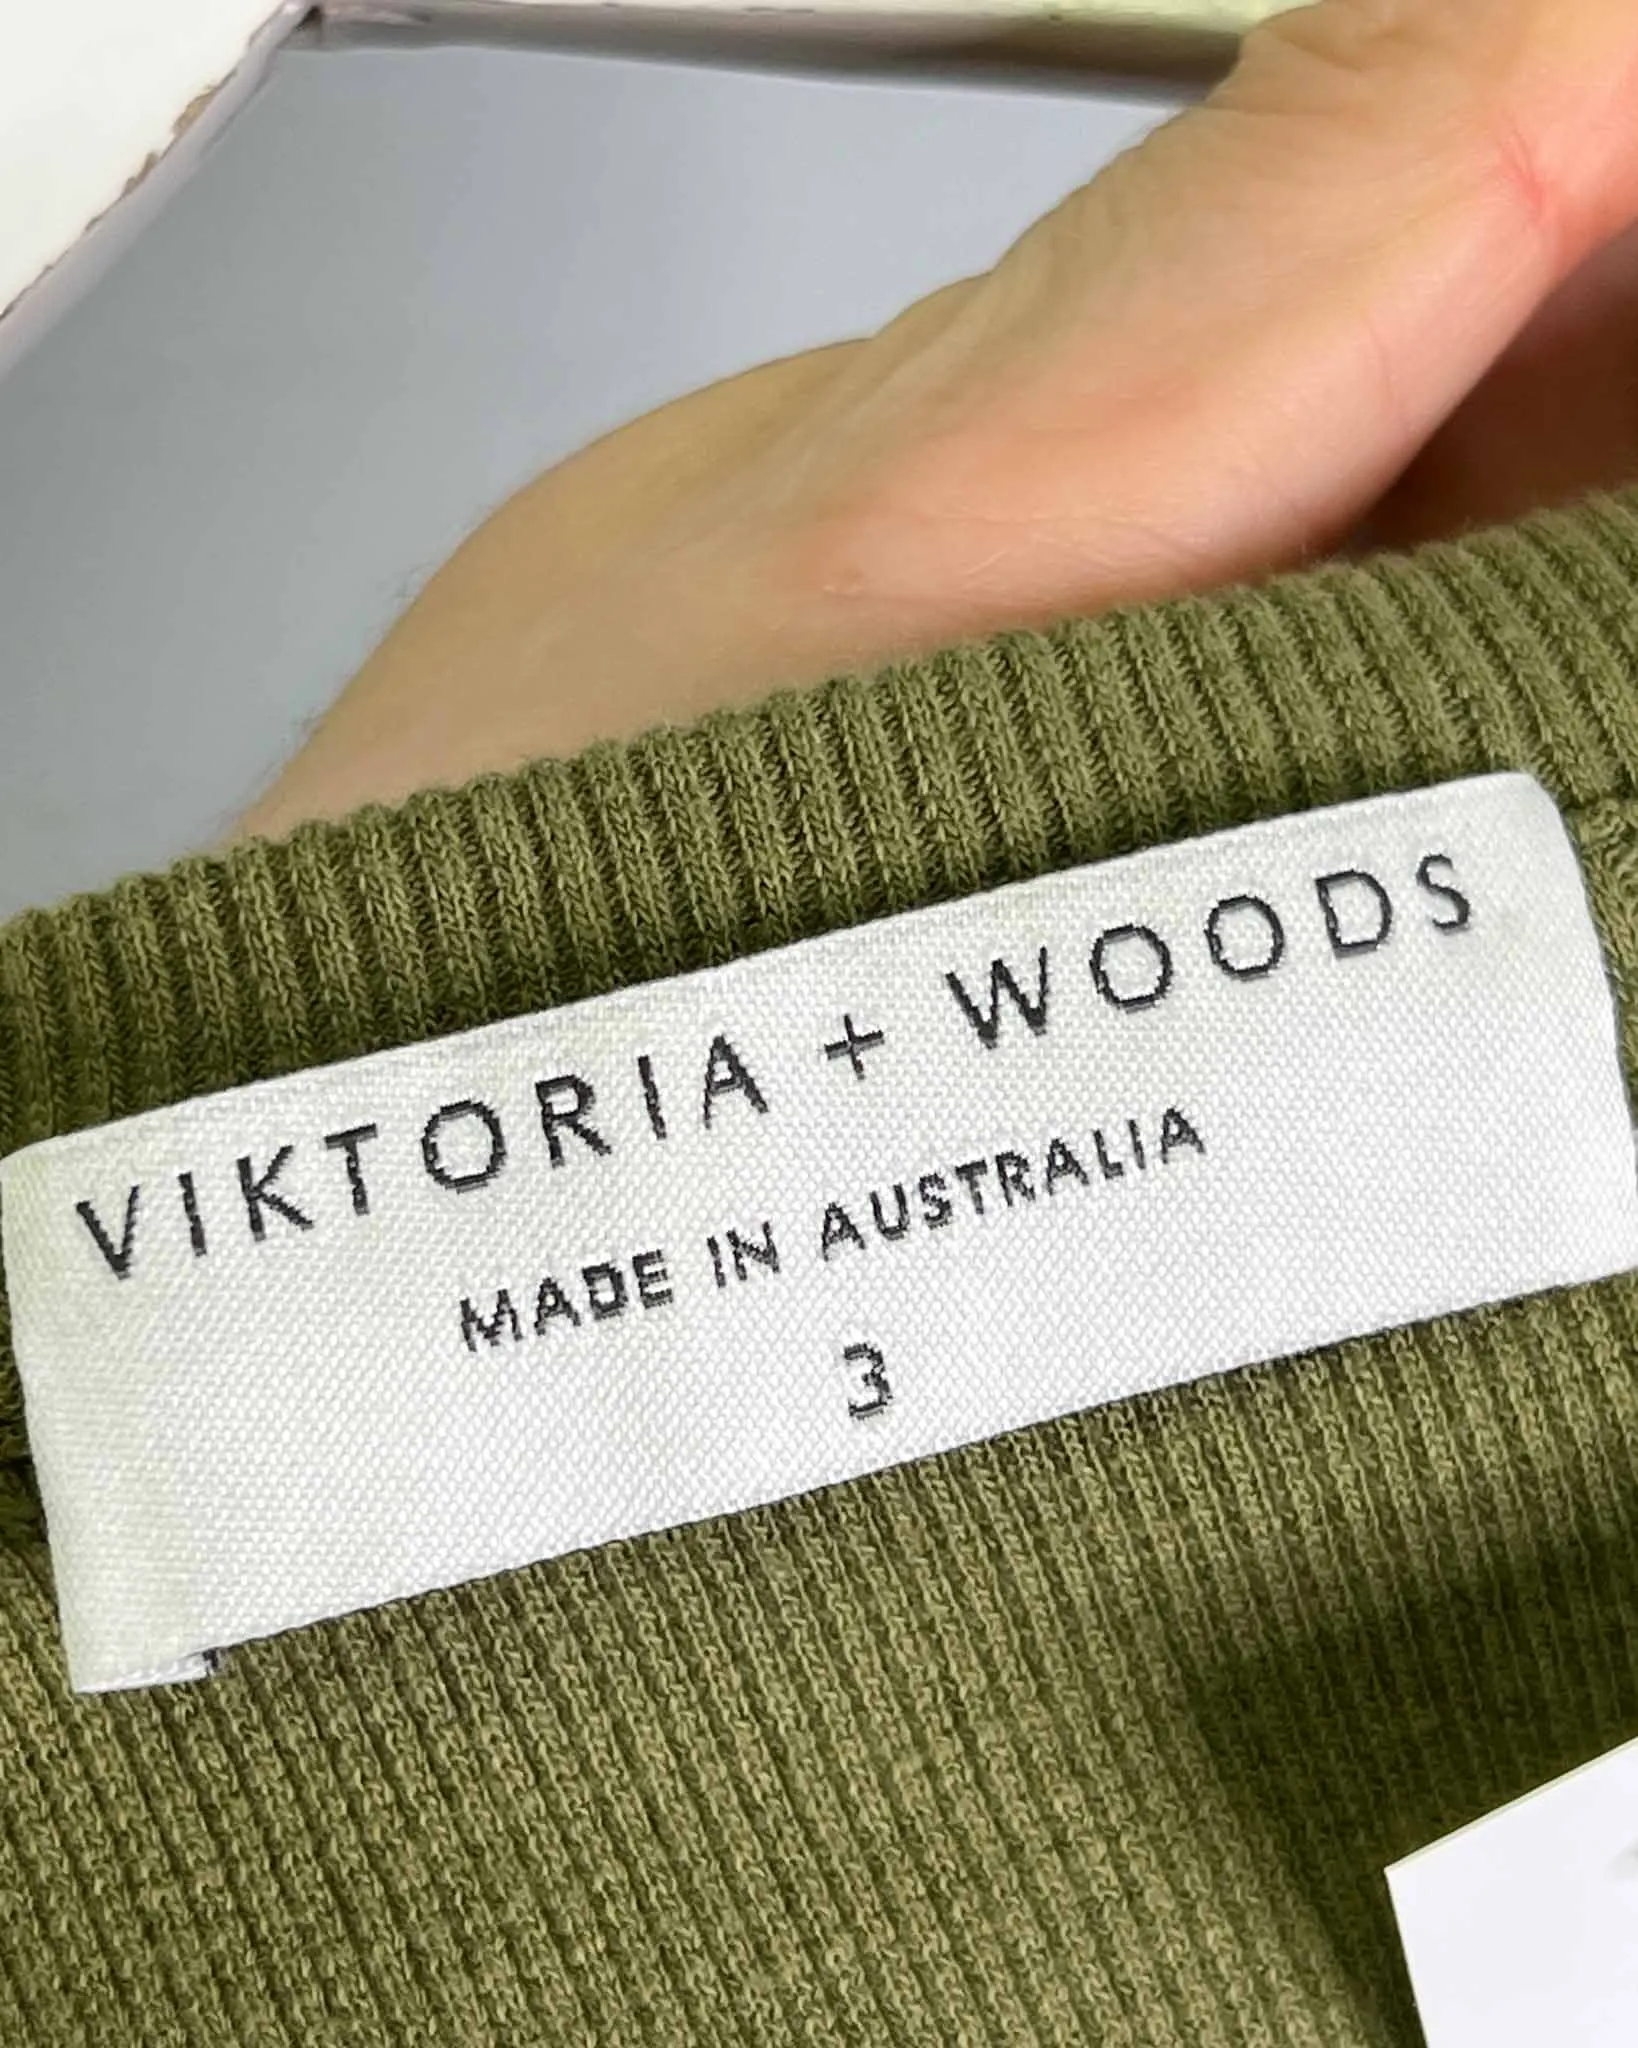 VIKTORIA + WOODS
MADE IN AUSTRALIA
3